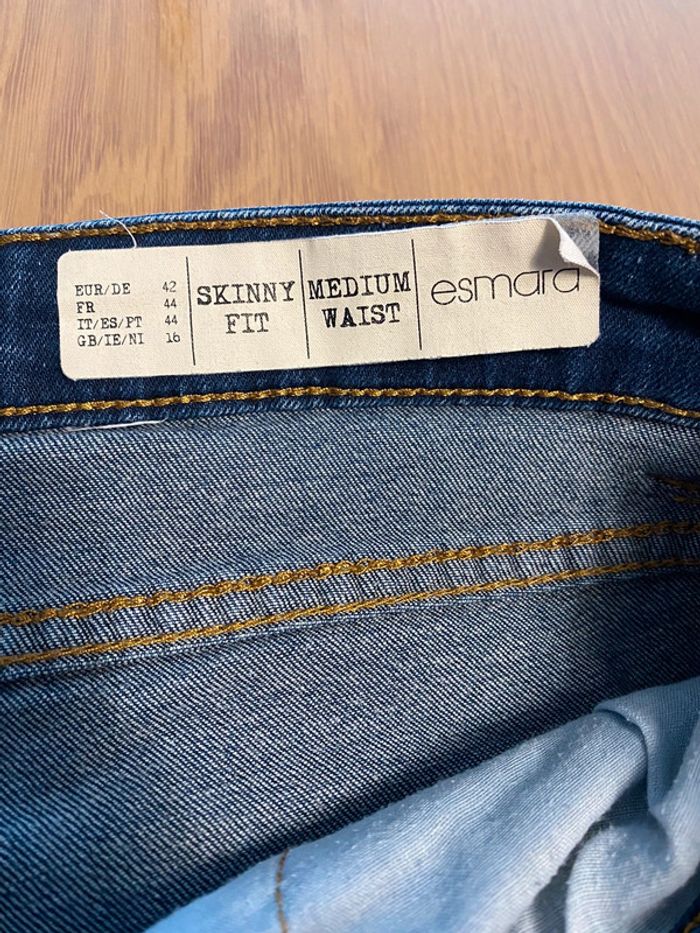 EUR/DE 42
FR 44
IT/ES/PT 44
GB/IE/NI 16
SKINNY
FIT
MEDIUM
WAIST
esmara